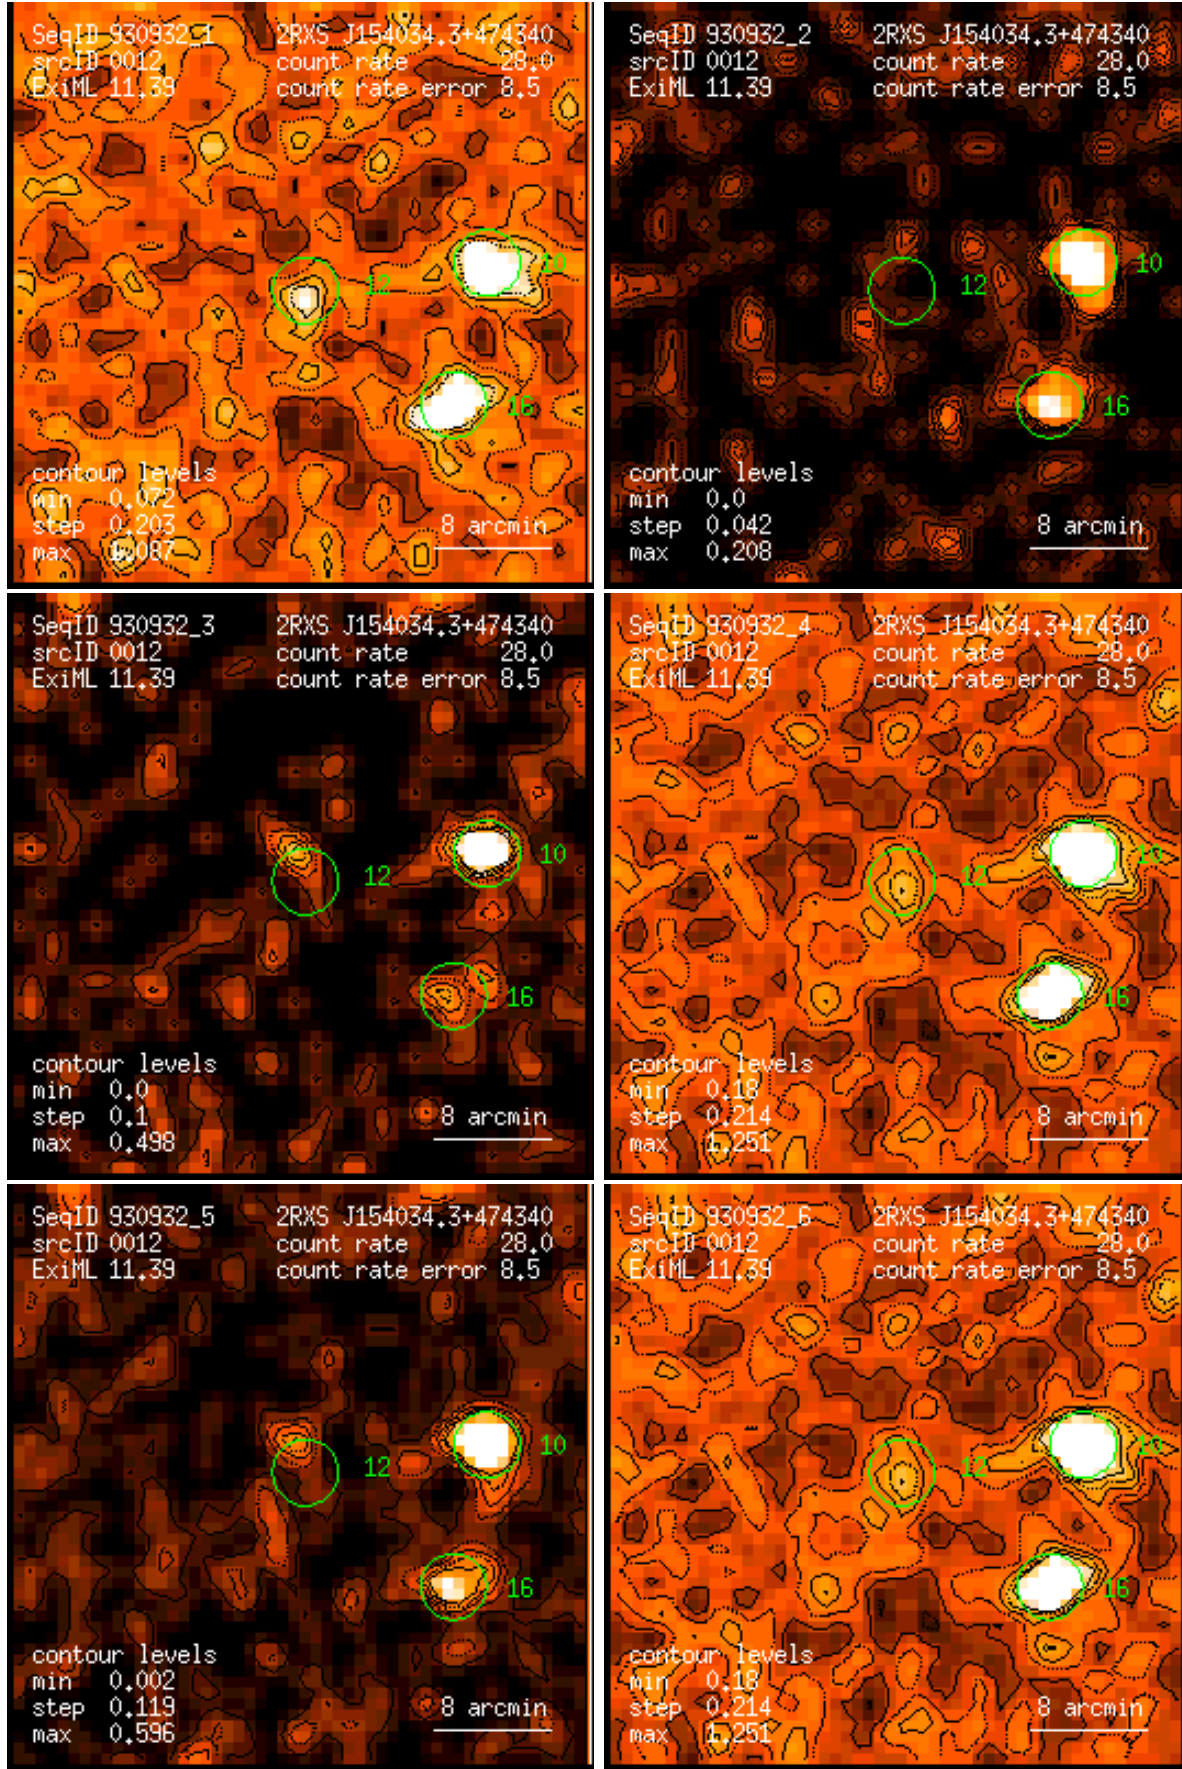 SeqID 930932_1 2RXS J154034.3+474340
srcID 0012 count rate 28.0
ExiML 11.39 count rate error 8.5
10
12
16
contour levels
min 0.072
step 0.203
max 1.087
8 arcmin
SeqID 930932_2 2RXS J154034.3+474340
srcID 0012 count rate 28.0
ExiML 11.39 count rate error 8.5
10
12
16
contour levels
min 0.0
step 0.042
max 0.208
8 arcmin
SeqID 930932_3 2RXS J154034.3+474340
srcID 0012 count rate 28.0
ExiML 11.39 count rate error 8.5
10
12
16
contour levels
min 0.0
step 0.1
max 0.498
8 arcmin
SeqID 930932_4 2RXS J154034.3+474340
srcID 0012 count rate 28.0
ExiML 11.39 count rate error 8.5
10
12
16
contour levels
min 0.18
step 0.214
max 1.251
8 arcmin
SeqID 930932_5 2RXS J154034.3+474340
srcID 0012 count rate 28.0
ExiML 11.39 count rate error 8.5
10
12
16
contour levels
min 0.002
step 0.119
max 0.596
8 arcmin
SeqID 930932_6 2RXS J154034.3+474340
srcID 0012 count rate 28.0
ExiML 11.39 count rate error 8.5
10
12
16
contour levels
min 0.18
step 0.214
max 1.251
8 arcmin